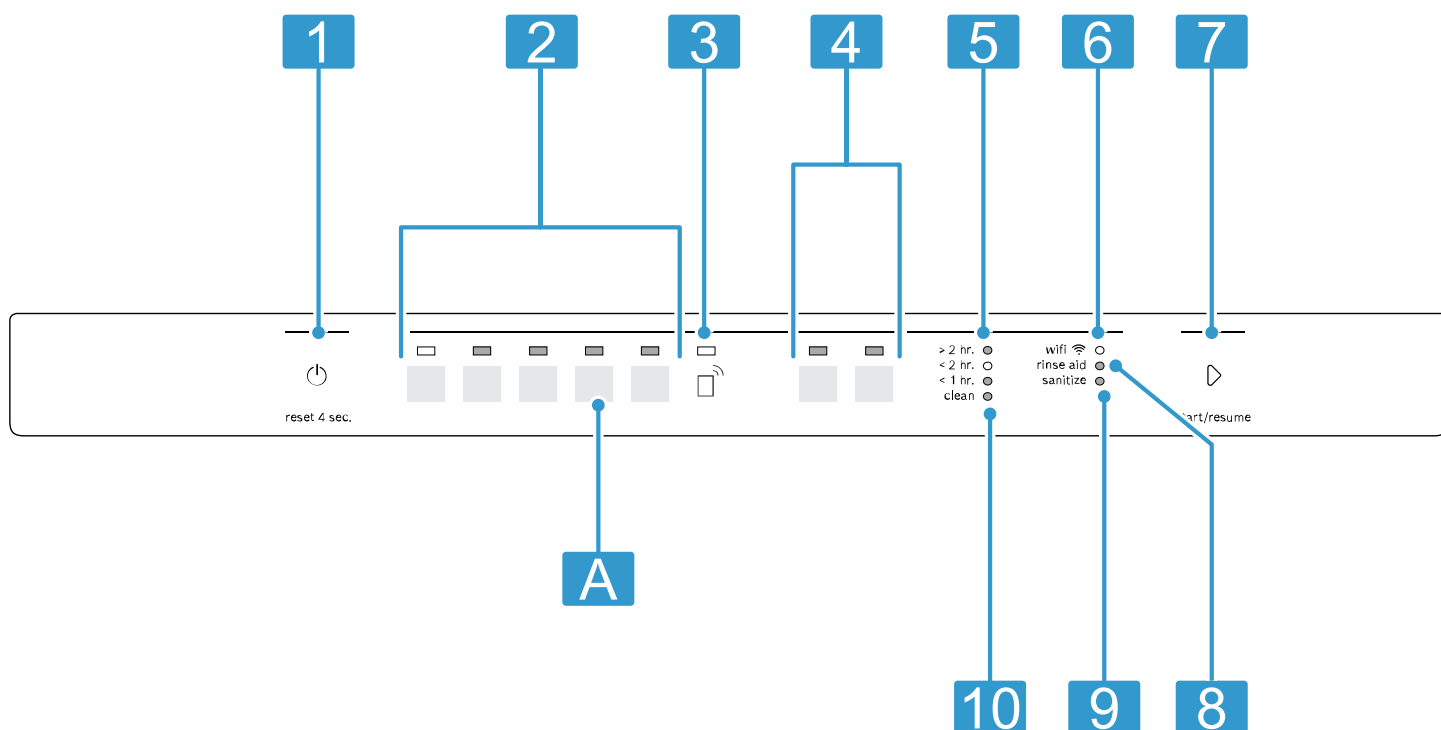 1 2 3 4 5 6 7
> 2 hr. wifi
< 2 hr. rinse aid
< 1 hr. sanitize
clean
reset 4 sec. art/resume
A
10 9 8